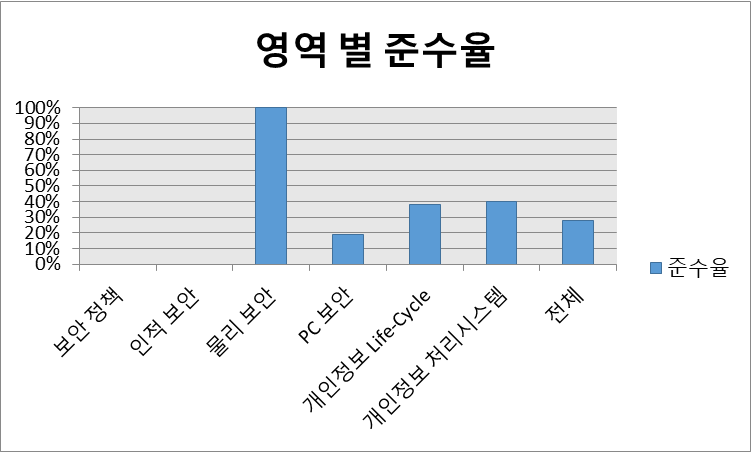 영역 별 준수율
100%
90%
80%
70%
60%
50%
40%
30%
20%
10%
0%
보안 정책
인적 보안
물리 보안
PC 보안
개인정보 Life-Cycle
개인정보 처리시스템
전체
준수율